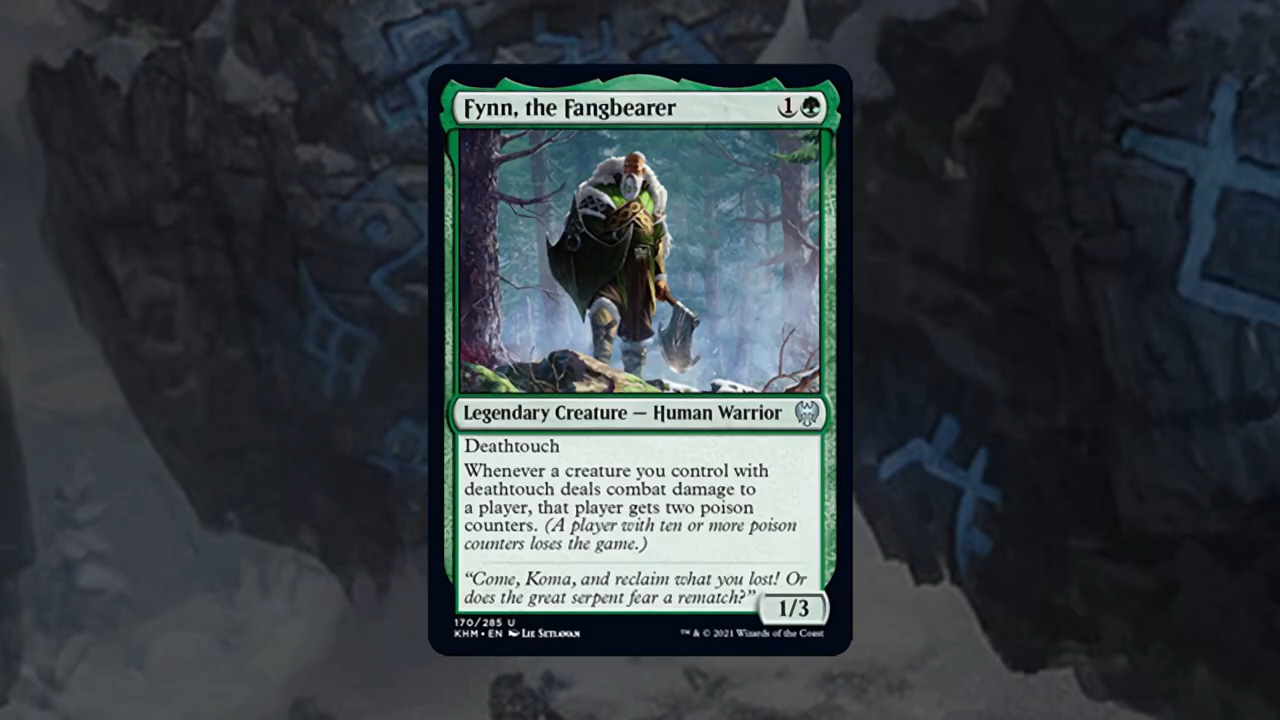 Fynn, the Fangbearer 1
Legendary Creature — Human Warrior
Deathtouch
Whenever a creature you control with
deathtouch deals combat damage to
a player, that player gets two poison
counters. (A player with ten or more poison
counters loses the game.)
“Come, Koma, and reclaim what you lost! Or
does the great serpent fear a rematch?”
1/3
170/285 U
KHM • EN Lie Setiawan
™ & © 2021 Wizards of the Coast